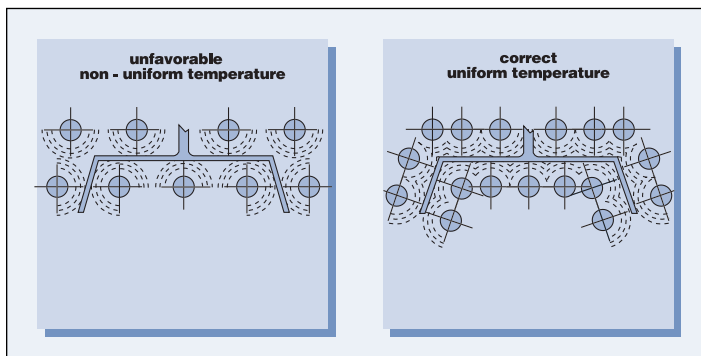 unfavorable
non - uniform temperature
correct
uniform temperature